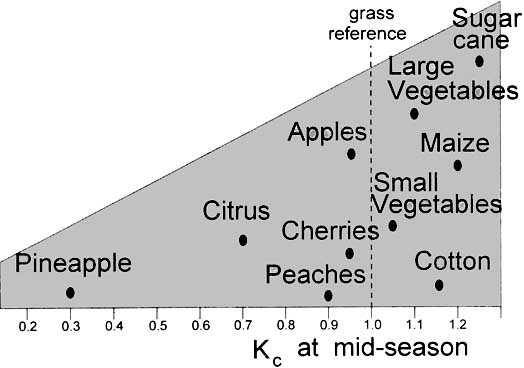 grass
reference
Sugar
cane
Large
Vegetables
Apples
Maize
Small
Vegetables
Citrus
Cherries
Pineapple
Peaches
Cotton
0.2 0.3 0.4 0.5 0.6 0.7 0.8 0.9 1.0 1.1 1.2
Kc at mid-season